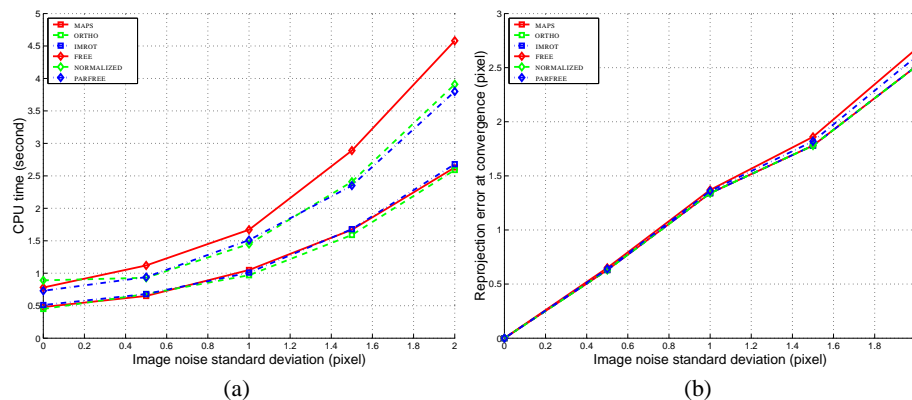 MAPS
ORTHO
IMROT
FREE
NORMALIZED
PARFREE
CPU time (second)
5
4.5
4
3.5
3
2.5
2
1.5
1
0.5
0
0 0.2 0.4 0.6 0.8 1 1.2 1.4 1.6 1.8 2
Image noise standard deviation (pixel)
(a)
MAPS
ORTHO
IMROT
FREE
NORMALIZED
PARFREE
Reprojection error at convergence (pixel)
3
2.5
2
1.5
1
0.5
0
0 0.2 0.4 0.6 0.8 1 1.2 1.4 1.6 1.8
Image noise standard deviation (pixel)
(b)